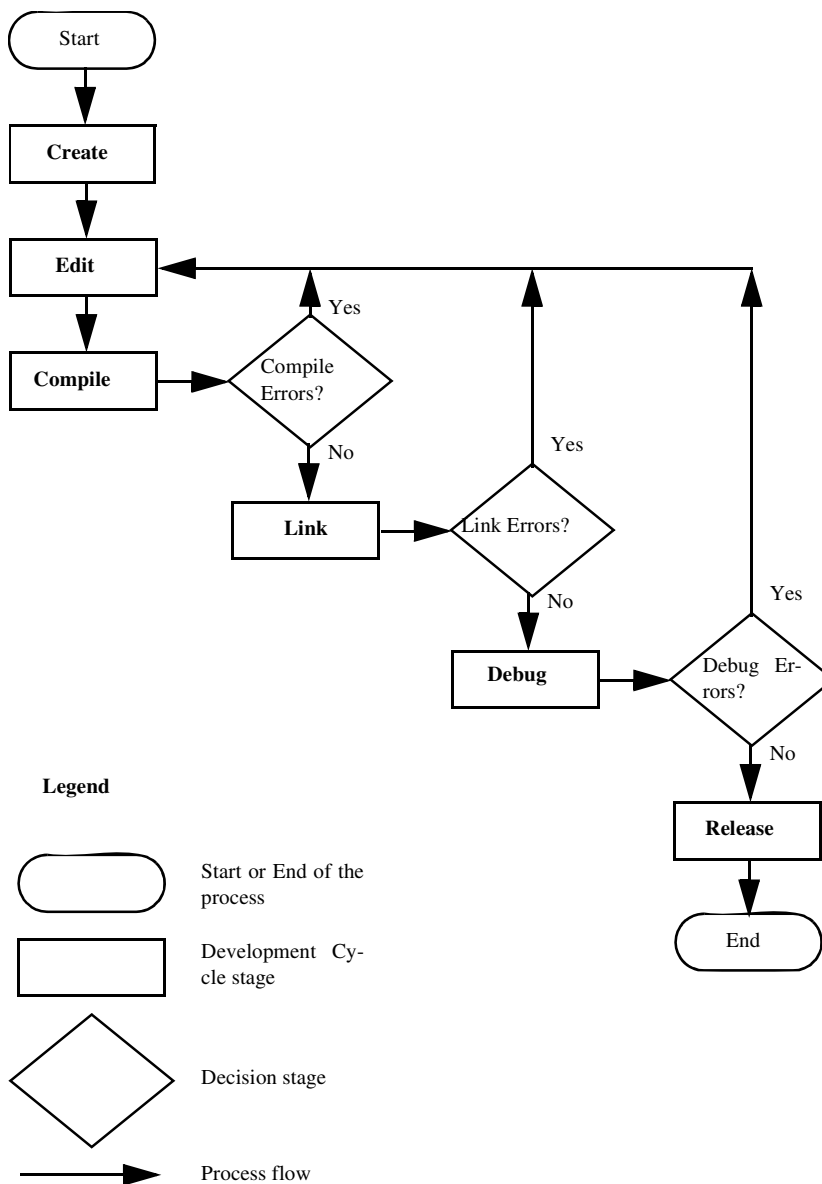 Start
Create
Edit
Yes
Compile
Compile
Errors?
No
Yes
Link
Link Errors?
No
Yes
Debug
Debug Er-
rors?
No
Legend
Release
Start or End of the
process
End
Development Cy-
cle stage
Decision stage
Process flow